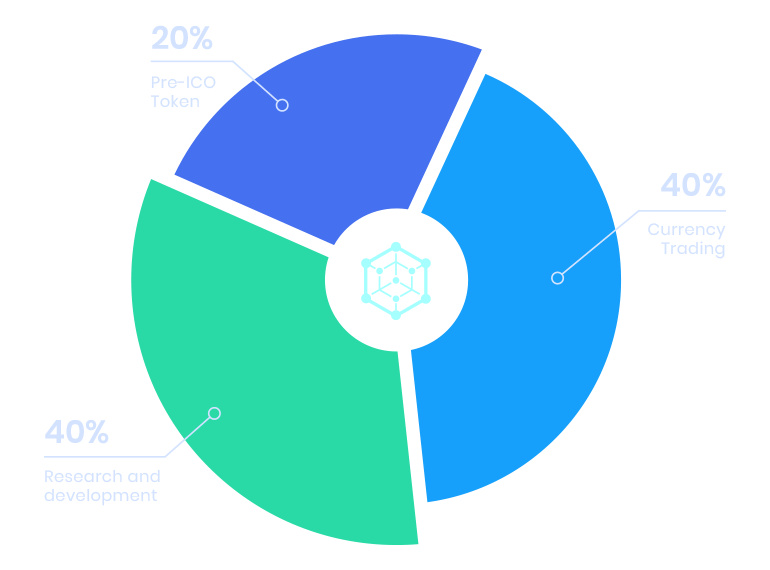 20%
Pre-ICO
Token
40%
Currency
Trading
40%
Research and
development